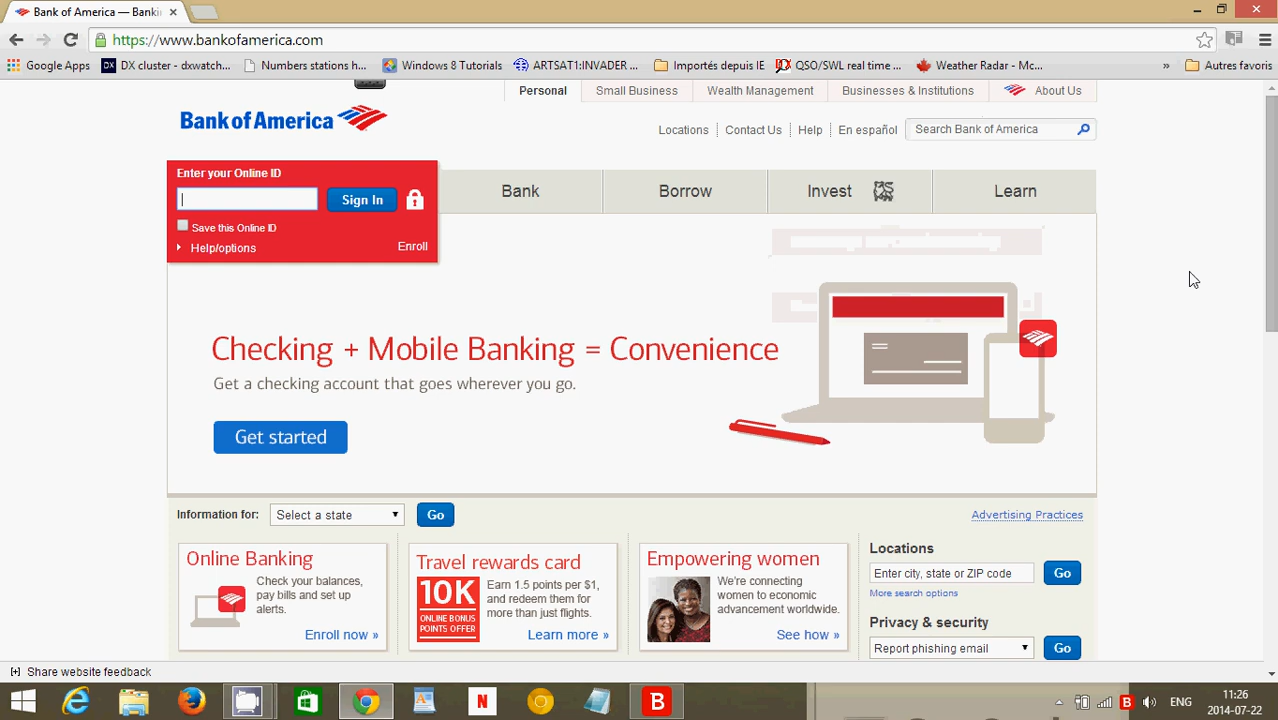 Bank of America — Banki
https://www.bankofamerica.com
Google Apps
DX cluster - dxwatch...
Numbers stations h...
Windows 8 Tutorials
ARTSAT1:INVADER ...
Importés depuis IE
QSO/SWL real time ...
Weather Radar - Mc...
»
Autres favoris
Personal
Small Business
Wealth Management
Businesses & Institutions
About Us
Bank of America
Locations
Contact Us
Help
En español
Search Bank of America
Enter your Online ID
Sign In
Save this Online ID
Help/options
Enroll
Bank
Borrow
Invest
Learn
Checking + Mobile Banking = Convenience
Get a checking account that goes wherever you go.
Get started
Information for:
Select a state
Go
Advertising Practices
Online Banking
Check your balances,
pay bills and set up
alerts.
Enroll now »
Travel rewards card
10K
ONLINE BONUS
POINTS OFFER
Earn 1.5 points per $1,
and redeem them for
more than just flights.
Learn more »
Empowering women
We're connecting
women to economic
advancement worldwide.
See how »
Locations
Enter city, state or ZIP code
Go
More search options
Privacy & security
Report phishing email
Go
Share website feedback
N
B
B
ENG
11:26
2014-07-22